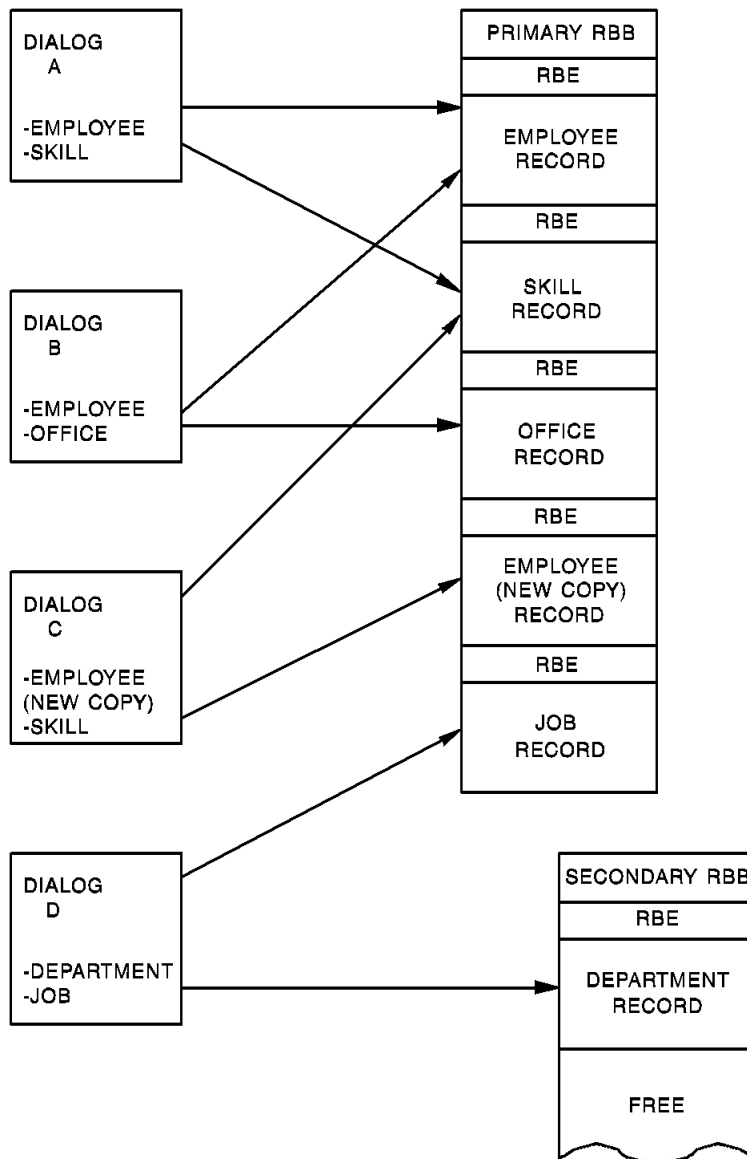 DIALOG
A
-EMPLOYEE
-SKILL
DIALOG
B
-EMPLOYEE
-OFFICE
DIALOG
C
-EMPLOYEE
(NEW COPY)
-SKILL
DIALOG
D
-DEPARTMENT
-JOB
PRIMARY RBB
RBE
EMPLOYEE
RECORD
RBE
SKILL
RECORD
RBE
OFFICE
RECORD
RBE
EMPLOYEE
(NEW COPY)
RECORD
RBE
JOB
RECORD
SECONDARY RBB
RBE
DEPARTMENT
RECORD
FREE